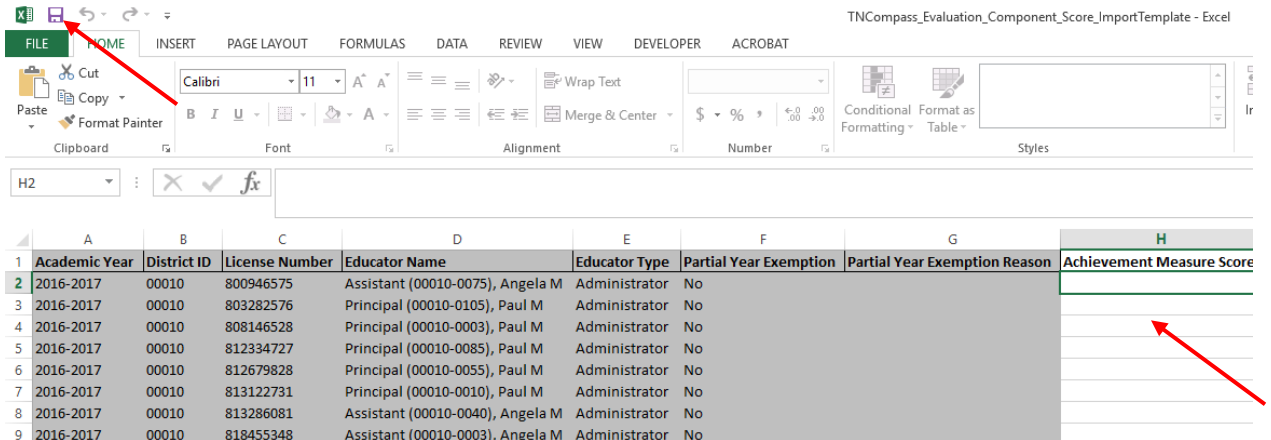 TNCompass_Evaluation_Component_Score_ImportTemplate - Excel
FILE HOME INSERT PAGE LAYOUT FORMULAS DATA REVIEW VIEW DEVELOPER ACROBAT
Paste
Cut
Copy
Format Painter
Calibri 11
B I U
Wrap Text
Merge & Center
$ % ,
Conditional Formatting
Format as Table
Clipboard Font Alignment Number Styles
H2 fx
A B C D E F G H
1 Academic Year District ID License Number Educator Name Educator Type Partial Year Exemption Partial Year Exemption Reason Achievement Measure Score
2 2016-2017 00010 800946575 Assistant (00010-0075), Angela M Administrator No
3 2016-2017 00010 803282576 Principal (00010-0105), Paul M Administrator No
4 2016-2017 00010 808146528 Principal (00010-0003), Paul M Administrator No
5 2016-2017 00010 812334727 Principal (00010-0085), Paul M Administrator No
6 2016-2017 00010 812679828 Principal (00010-0055), Paul M Administrator No
7 2016-2017 00010 813122731 Principal (00010-0010), Paul M Administrator No
8 2016-2017 00010 813286081 Assistant (00010-0040), Angela M Administrator No
9 2016-2017 00010 818455348 Assistant (00010-0003), Angela M Administrator No